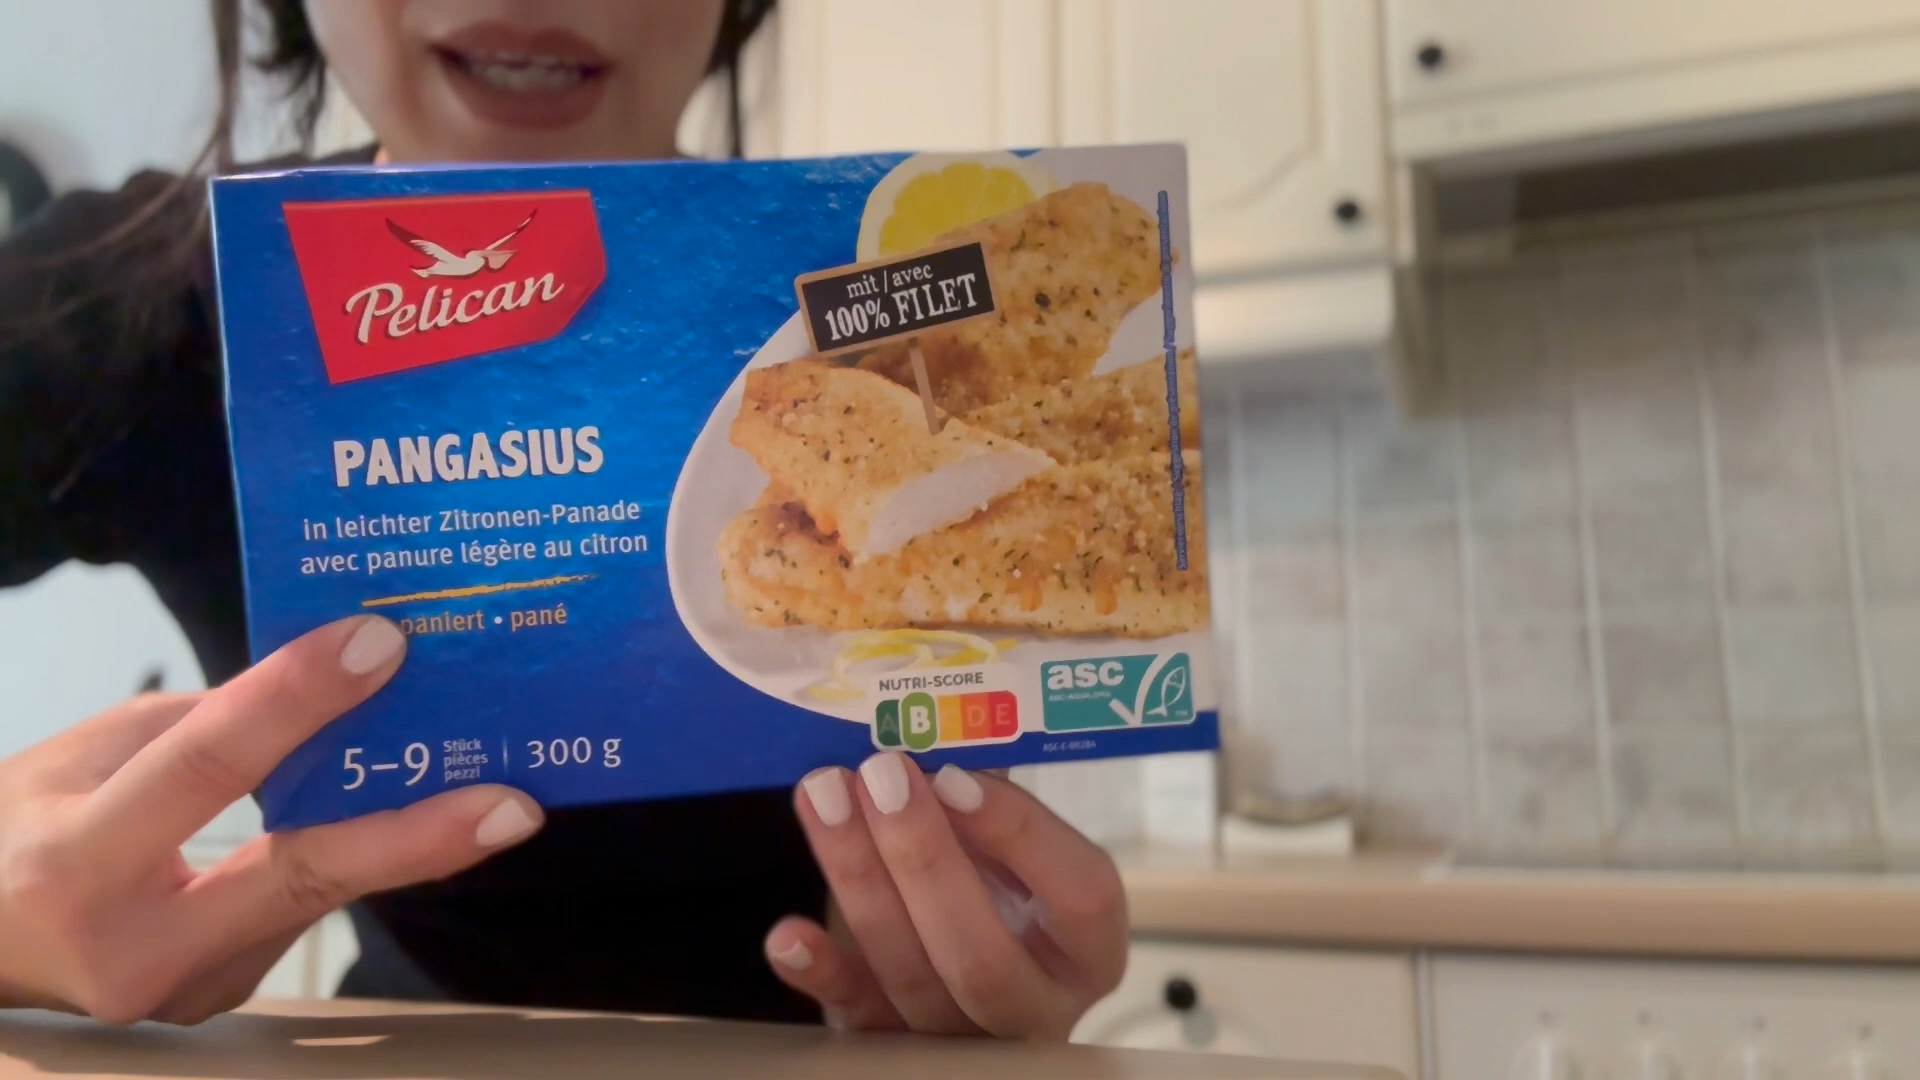 Pelican
mit / avec
100% FILET
PANGASIUS
in leichter Zitronen-Panade
avec panure légère au citron
paniert • pané
5–9
Stück
pièces
pezzi
300 g
NUTRI-SCORE
A B C D E
asc